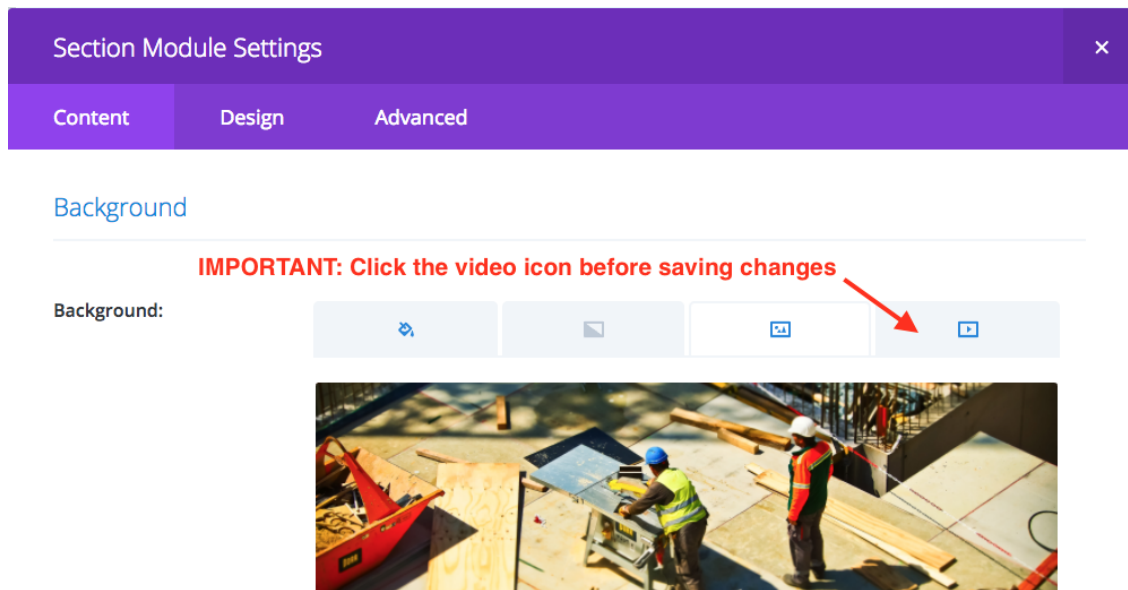 Section Module Settings
Content Design Advanced
Background
IMPORTANT: Click the video icon before saving changes
Background: